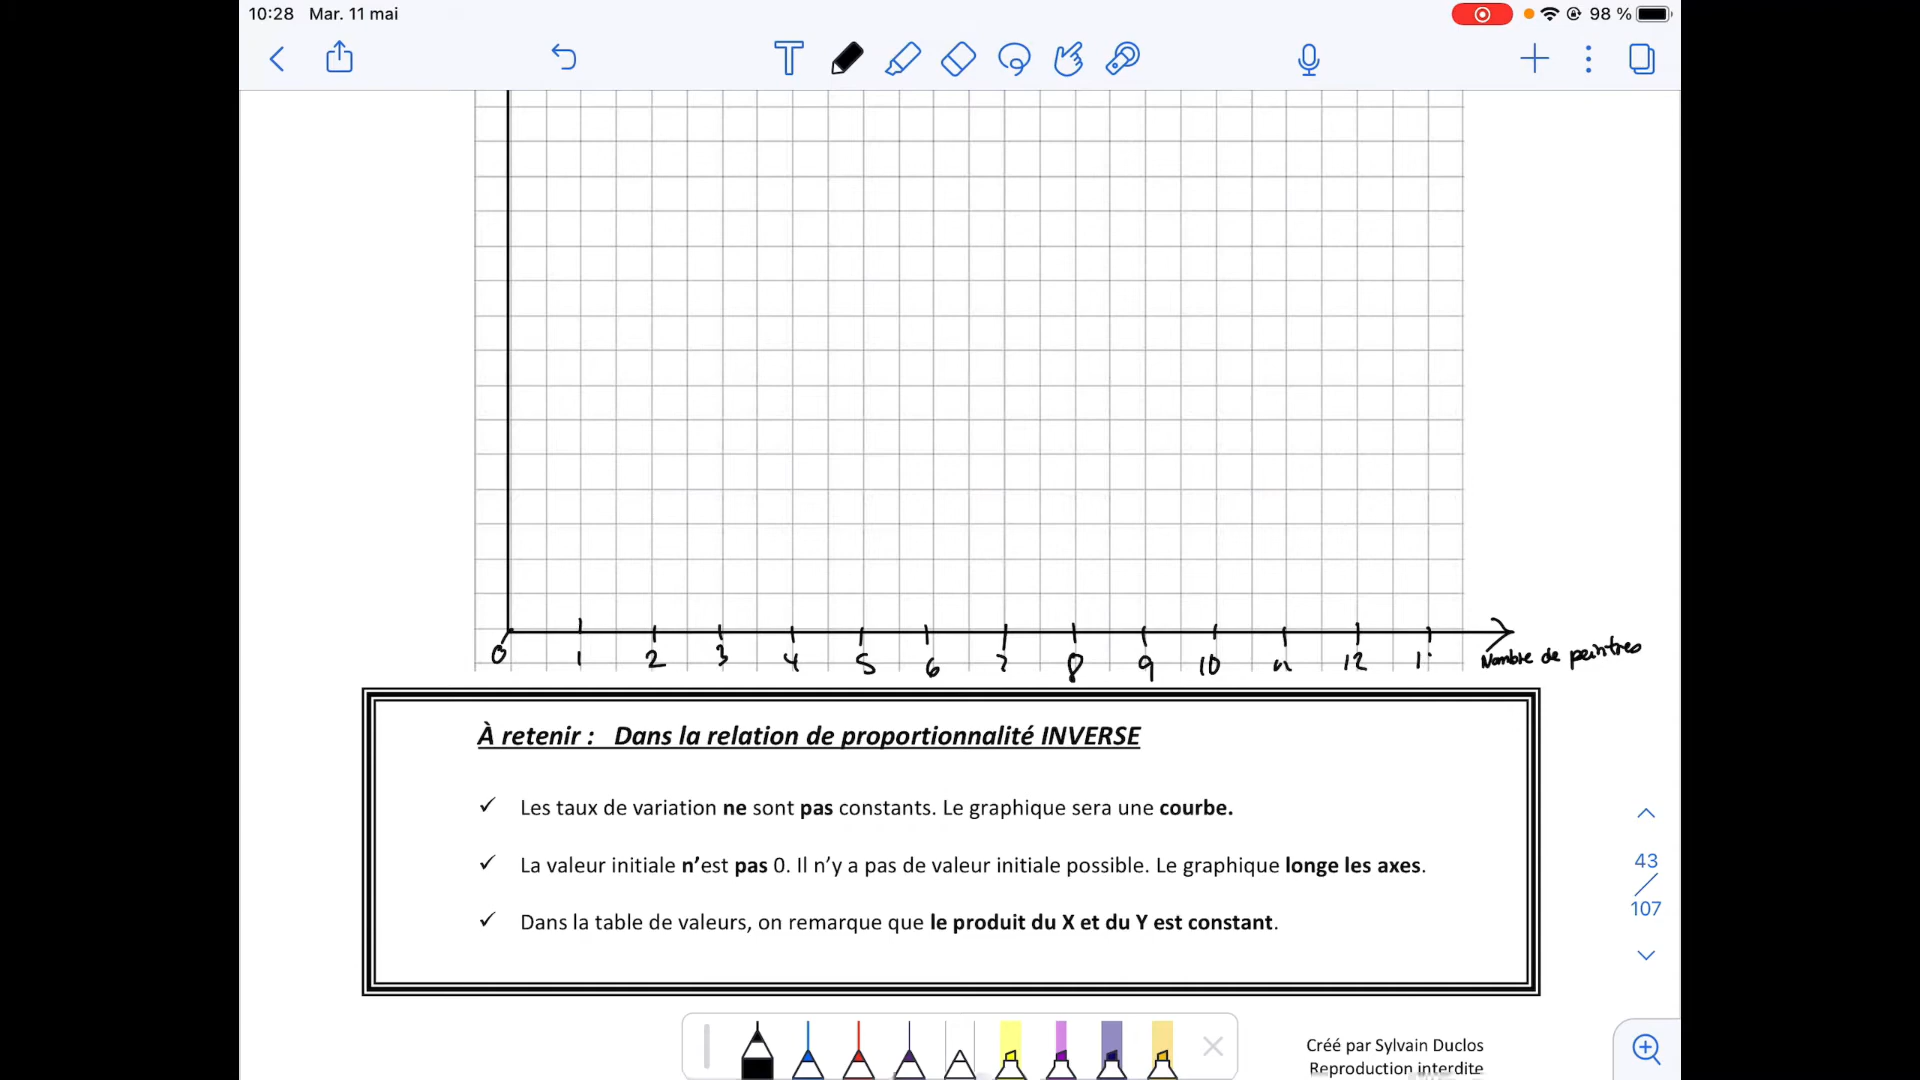 10:28 Mar. 11 mai 98 %
0 1 2 3 4 5 6 7 8 9 10 11 12 1
Nombre de peintres
À retenir : Dans la relation de proportionnalité INVERSE
✓ Les taux de variation ne sont pas constants. Le graphique sera une courbe.
✓ La valeur initiale n’est pas 0. Il n’y a pas de valeur initiale possible. Le graphique longe les axes.
✓ Dans la table de valeurs, on remarque que le produit du X et du Y est constant.
43
107
Créé par Sylvain Duclos
Reproduction interdite